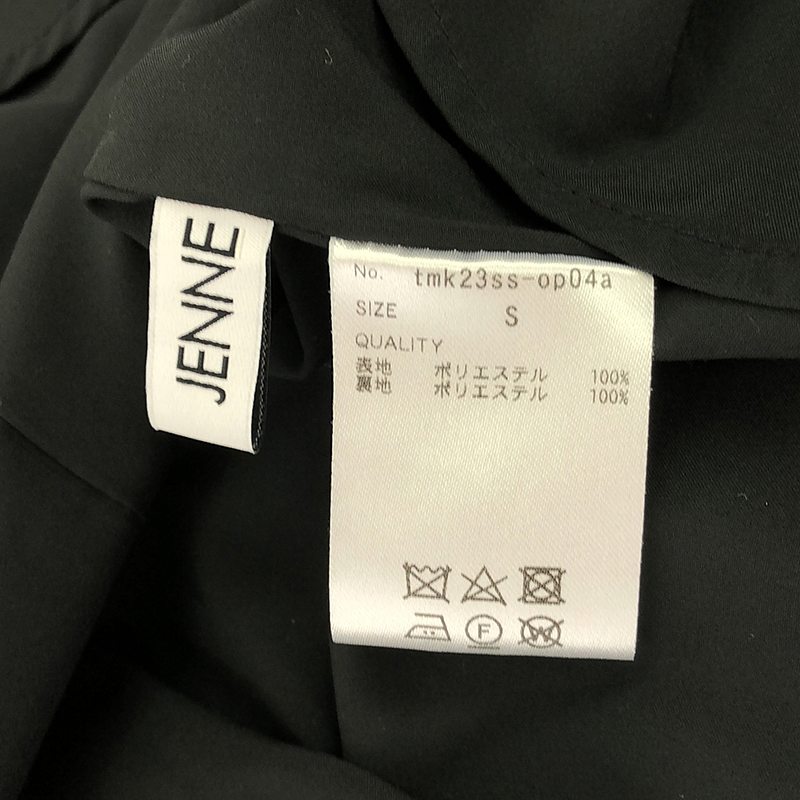 JENNE
No. tmk23ss-op04a
SIZE S
QUALITY
表地 ポリエステル 100%
裏地 ポリエステル 100%
F
W